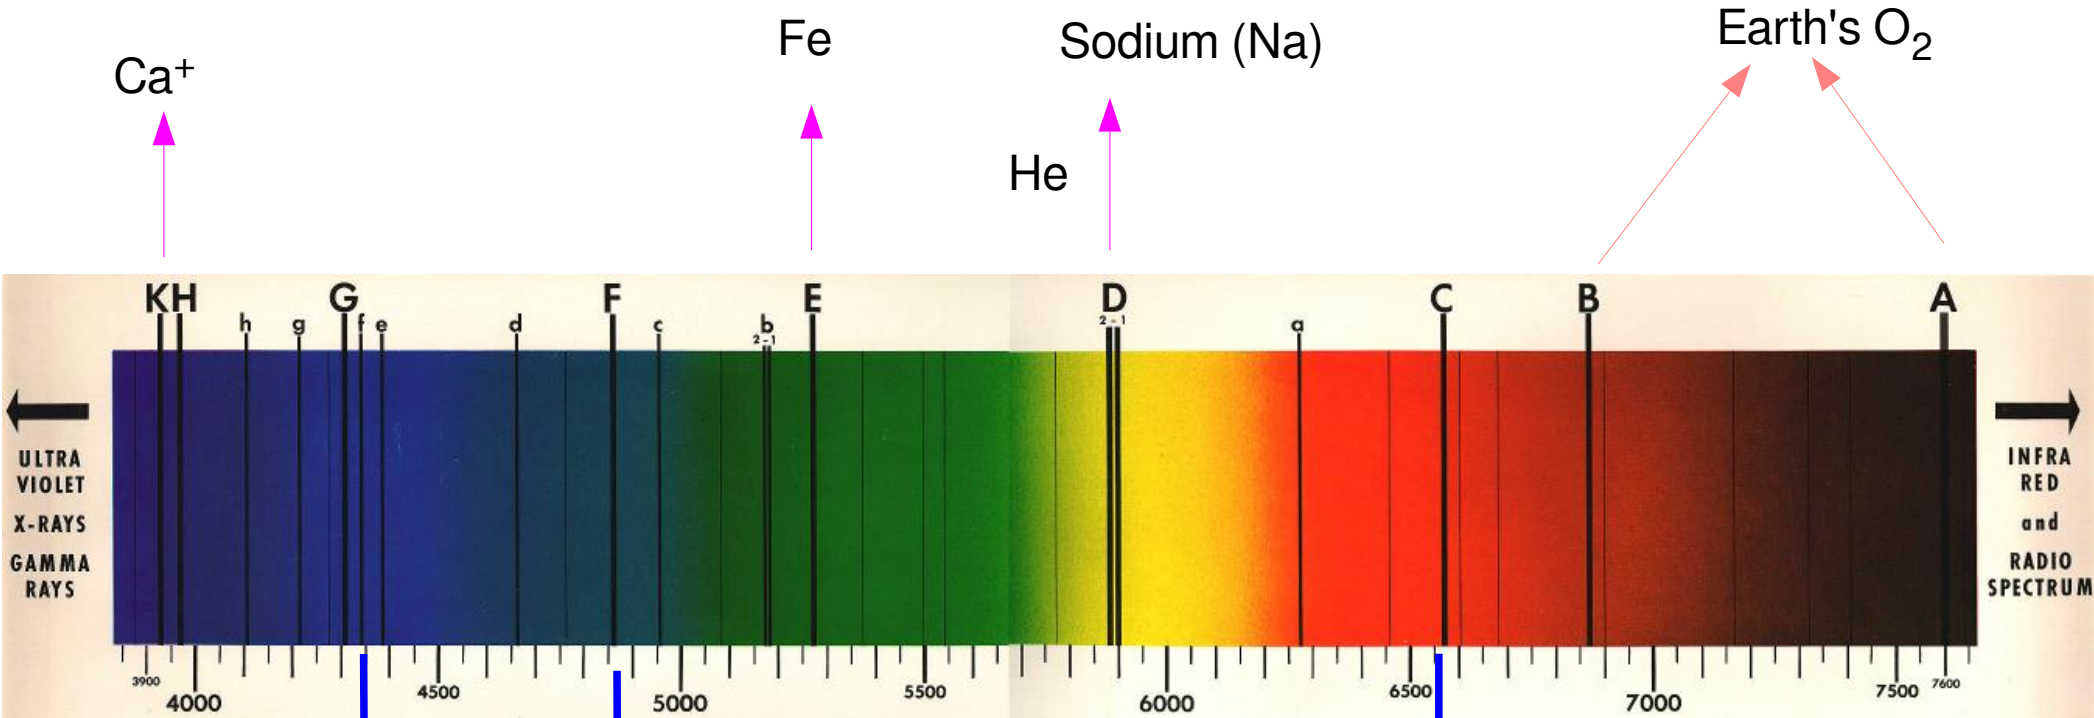 Ca+
Fe
Sodium (Na)
Earth's O2
He
K H G F E D C B A
h g f e d c b 2-1 2-1 a
ULTRA
VIOLET
X-RAYS
GAMMA
RAYS
INFRA
RED
and
RADIO
SPECTRUM
3900 4000 4500 5000 5500 6000 6500 7000 7500 7600